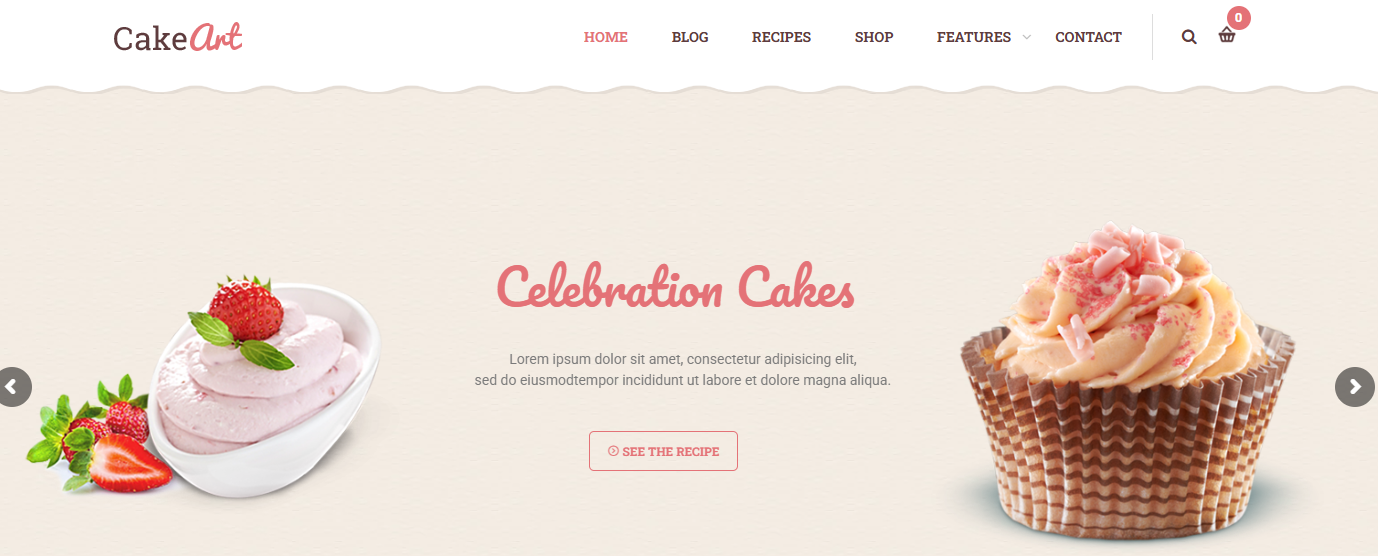 CakeArt
HOME BLOG RECIPES SHOP FEATURES CONTACT 0
Celebration Cakes
Lorem ipsum dolor sit amet, consectetur adipisicing elit,
sed do eiusmodtempor incididunt ut labore et dolore magna aliqua.
SEE THE RECIPE